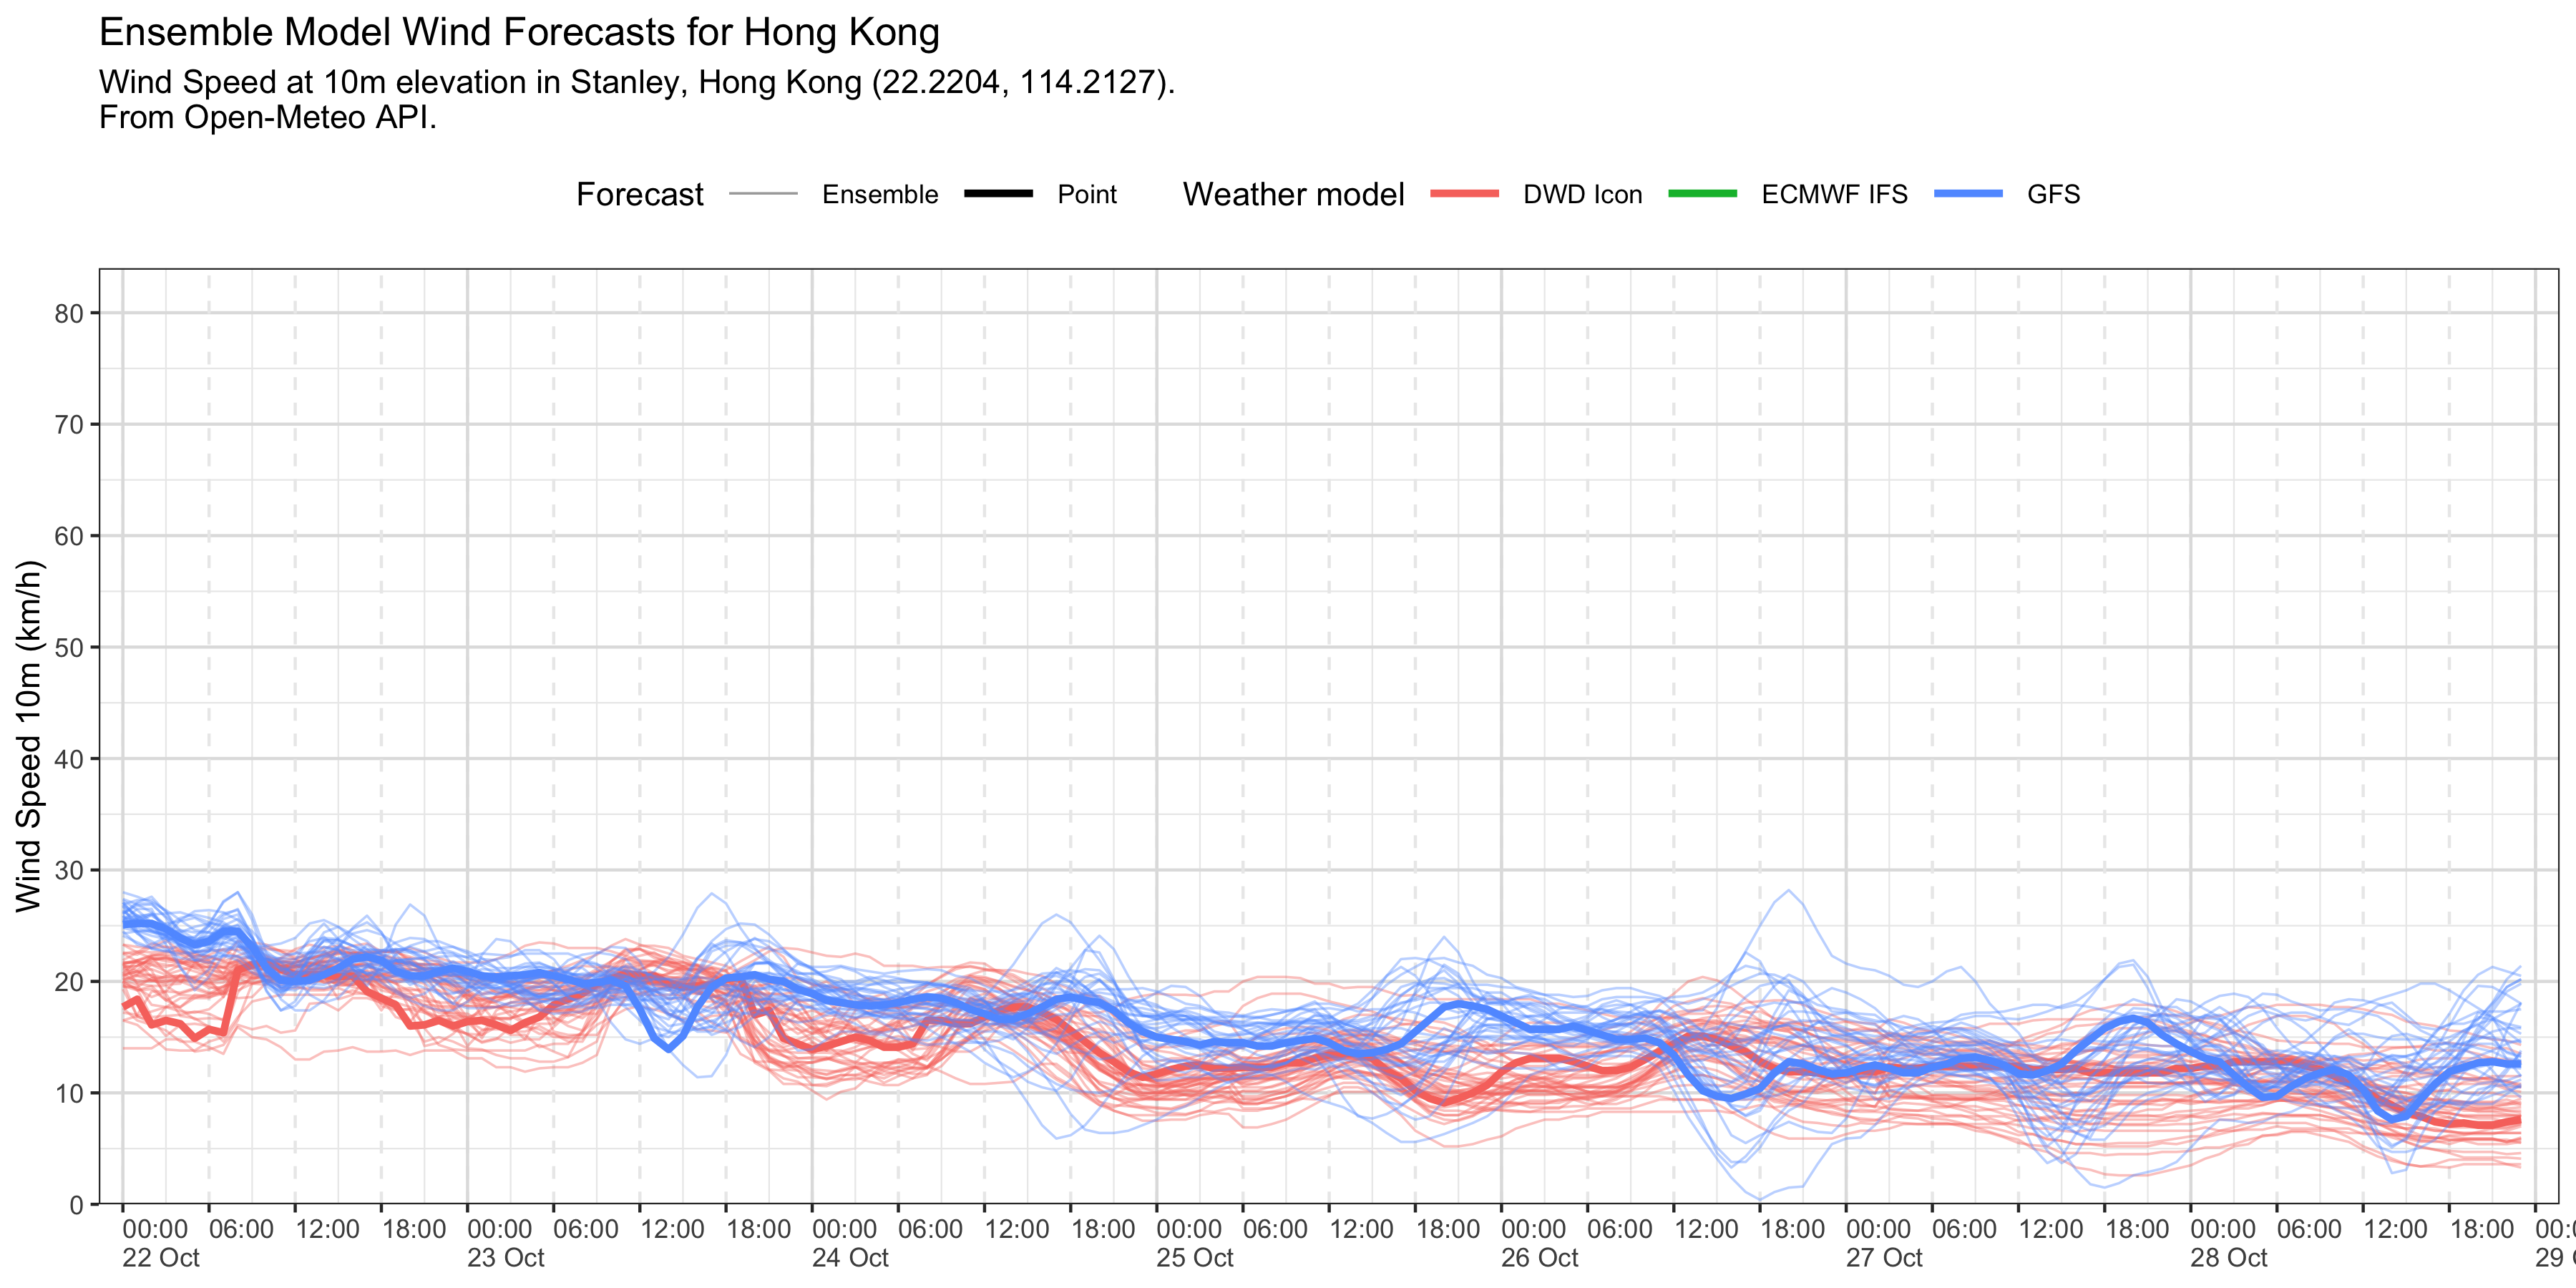 Ensemble Model Wind Forecasts for Hong Kong
Wind Speed at 10m elevation in Stanley, Hong Kong (22.2204, 114.2127).
From Open-Meteo API.
Forecast Ensemble Point Weather model DWD Icon ECMWF IFS GFS
Wind Speed 10m (km/h)
80
70
60
50
40
30
20
10
0
00:00 06:00 12:00 18:00 00:00 06:00 12:00 18:00 00:00 06:00 12:00 18:00 00:00 06:00 12:00 18:00 00:00 06:00 12:00 18:00 00:00 06:00 12:00 18:00 00:00 06:00 12:00 18:00 00:
22 Oct 23 Oct 24 Oct 25 Oct 26 Oct 27 Oct 28 Oct 29